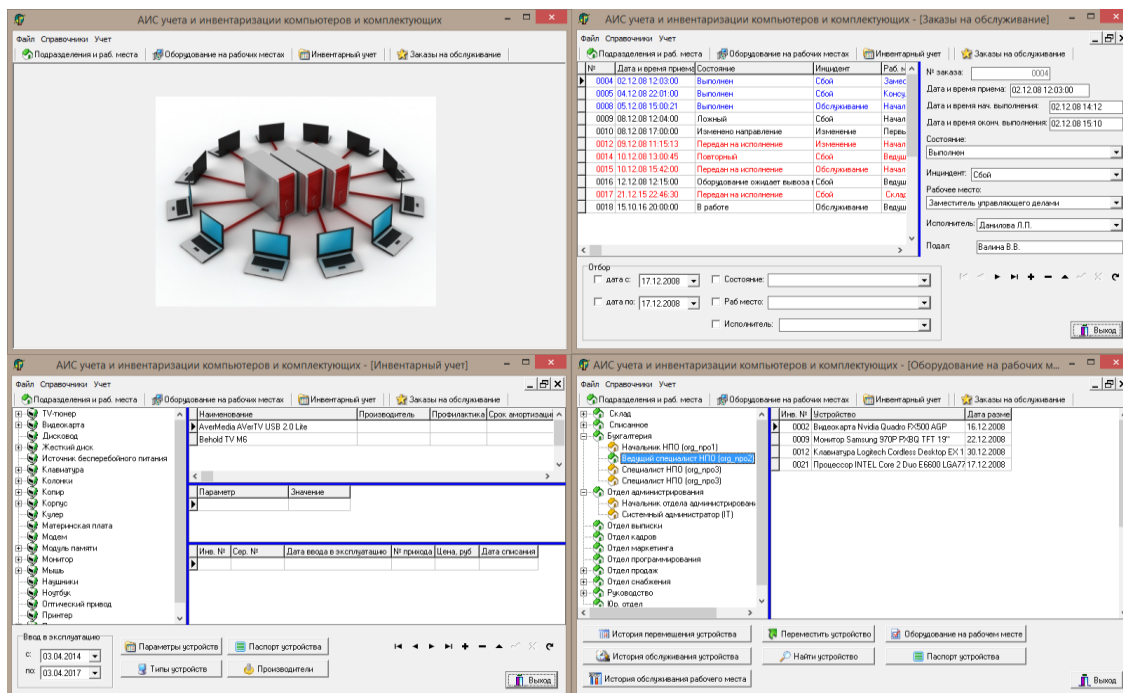 АИС учета и инвентаризации компьютеров и комплектующих
Файл Справочники Учет
Подразделения и раб. места Оборудование на рабочих местах Инвентарный учет Заказы на обслуживание
АИС учета и инвентаризации компьютеров и комплектующих - [Заказы на обслуживание]
Файл Справочники Учет
Подразделения и раб. места Оборудование на рабочих местах Инвентарный учет Заказы на обслуживание
№ Дата и время приема Состояние Инцидент Раб. м
0004 02.12.08 12:03:00 Выполнен Сбой Замес
0005 04.12.08 22:01:00 Выполнен Сбой Консу.
0008 05.12.08 15:00:21 Выполнен Обслуживание Начал
0009 08.12.08 12:04:00 Ложный Сбой Начал
0010 08.12.08 17:00:00 Изменено направление Изменение Первы
0012 09.12.08 11:15:13 Передан на исполнение Изменение Начал
0014 10.12.08 13:00:45 Повторный Сбой Ведущ
0015 10.12.08 15:42:00 Передан на исполнение Обслуживание Начал
0016 12.12.08 12:15:00 Оборудование ожидает вывоза Сбой Ведущ
0017 21.12.15 22:46:30 Передан на исполнение Сбой Склад
0018 15.10.16 20:00:00 В работе Обслуживание Ведущ
№ заказа: 0004
Дата и время приема: 02.12.08 12:03:00
Дата и время нач. выполнения: 02.12.08 14:12
Дата и время оконч. выполнения: 02.12.08 15:10
Состояние:
Выполнен
Инциндент: Сбой
Рабочее место:
Заместитель управляющего делами
Исполнитель: Данилова Л.П.
Подал: Валина В.В.
Отбор
дата с: 17.12.2008 Состояние:
дата по: 17.12.2008 Раб место:
Исполнитель:
Выход
АИС учета и инвентаризации компьютеров и комплектующих - [Инвентарный учет]
Файл Справочники Учет
Подразделения и раб. места Оборудование на рабочих местах Инвентарный учет Заказы на обслуживание
TV-тюнер
Видеокарта
Дисковод
Жесткий диск
Источник бесперебойного питания
Клавиатура
Колонки
Копир
Корпус
Кулер
Материнская плата
Модем
Модуль памяти
Монитор
Мышь
Наушники
Ноутбук
Оптический привод
Принтер
Наименование Производитель Профилактика Срок амортизаци
AverMedia AVerTV USB 2.0 Lite
Behold TV M6
Параметр Значение
Инв. № Сер. № Дата ввода в эксплуатацию № прихода Цена, руб Дата списания
Ввод в эксплуатацию
с: 03.04.2014
по: 03.04.2017
Параметры устройств Паспорт устройства
Типы устройств Производители
Выход
АИС учета и инвентаризации компьютеров и комплектующих - [Оборудование на рабочих м...
Файл Справочники Учет
Подразделения и раб. места Оборудование на рабочих местах Инвентарный учет Заказы на обслуживание
Склад
Списанное
Бухгалтерия
Начальник НПО (org_npo1)
Ведущий специалист НПО (org_npo2)
Специалист НПО (org_npo3)
Специалист НПО (org_npo3)
Отдел администрирования
Начальник отдела администрирован
Системный администратор (IT)
Отдел выписки
Отдел кадров
Отдел маркетинга
Отдел программирования
Отдел продаж
Отдел снабжения
Руководство
Юр. отдел
Инв. № Устройство Дата разме
0002 Видеокарта Nvidia Quadro FX500 AGP 16.12.2008
0009 Монитор Samsung 970P PXBQ TFT 19" 22.12.2008
0012 Клавиатура Logitech Cordless Desktop EX 1 30.12.2008
0021 Процессор INTEL Core 2 Duo E6600 LGA77 17.12.2008
История перемешения устройства Переместить устройство Оборудование на рабочем месте
История обслуживания устройства Найти устройство Паспорт устройства
История обслуживания рабочего места
Выход